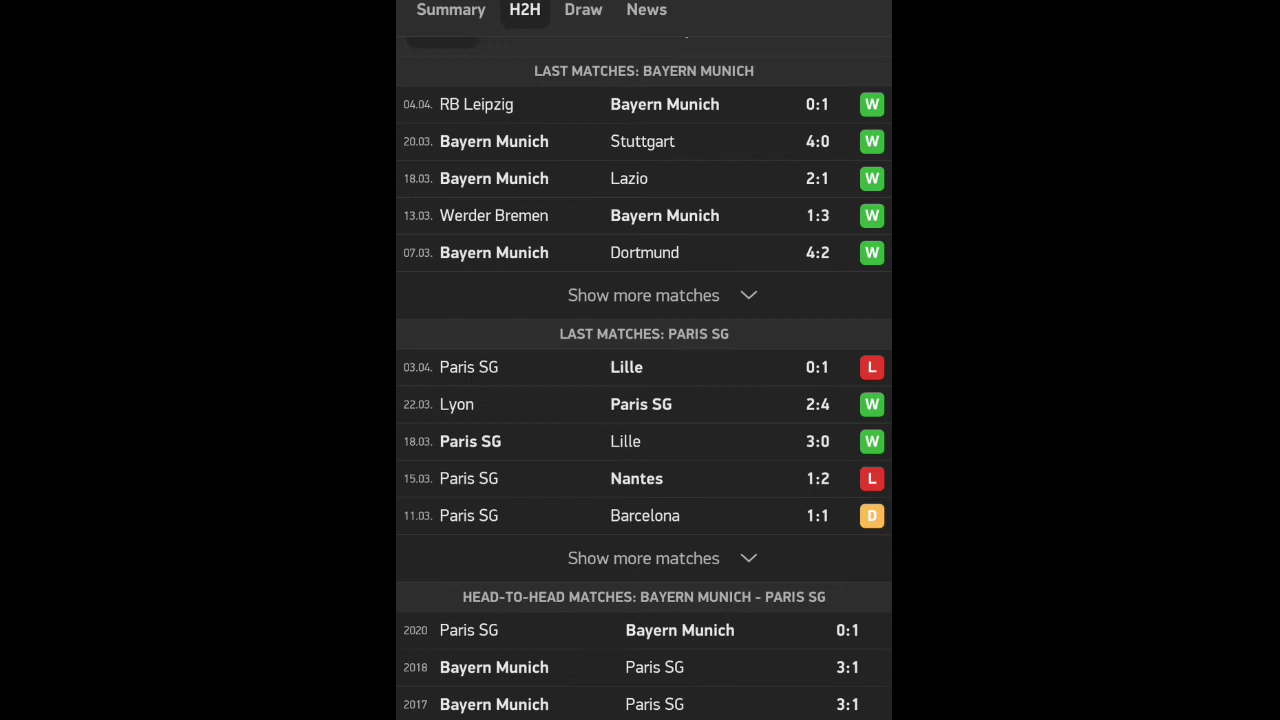 Summary H2H Draw News
LAST MATCHES: BAYERN MUNICH
04.04. RB Leipzig Bayern Munich 0:1 W
20.03. Bayern Munich Stuttgart 4:0 W
18.03. Bayern Munich Lazio 2:1 W
13.03. Werder Bremen Bayern Munich 1:3 W
07.03. Bayern Munich Dortmund 4:2 W
Show more matches
LAST MATCHES: PARIS SG
03.04. Paris SG Lille 0:1 L
22.03. Lyon Paris SG 2:4 W
18.03. Paris SG Lille 3:0 W
15.03. Paris SG Nantes 1:2 L
11.03. Paris SG Barcelona 1:1 D
Show more matches
HEAD-TO-HEAD MATCHES: BAYERN MUNICH - PARIS SG
2020 Paris SG Bayern Munich 0:1
2018 Bayern Munich Paris SG 3:1
2017 Bayern Munich Paris SG 3:1